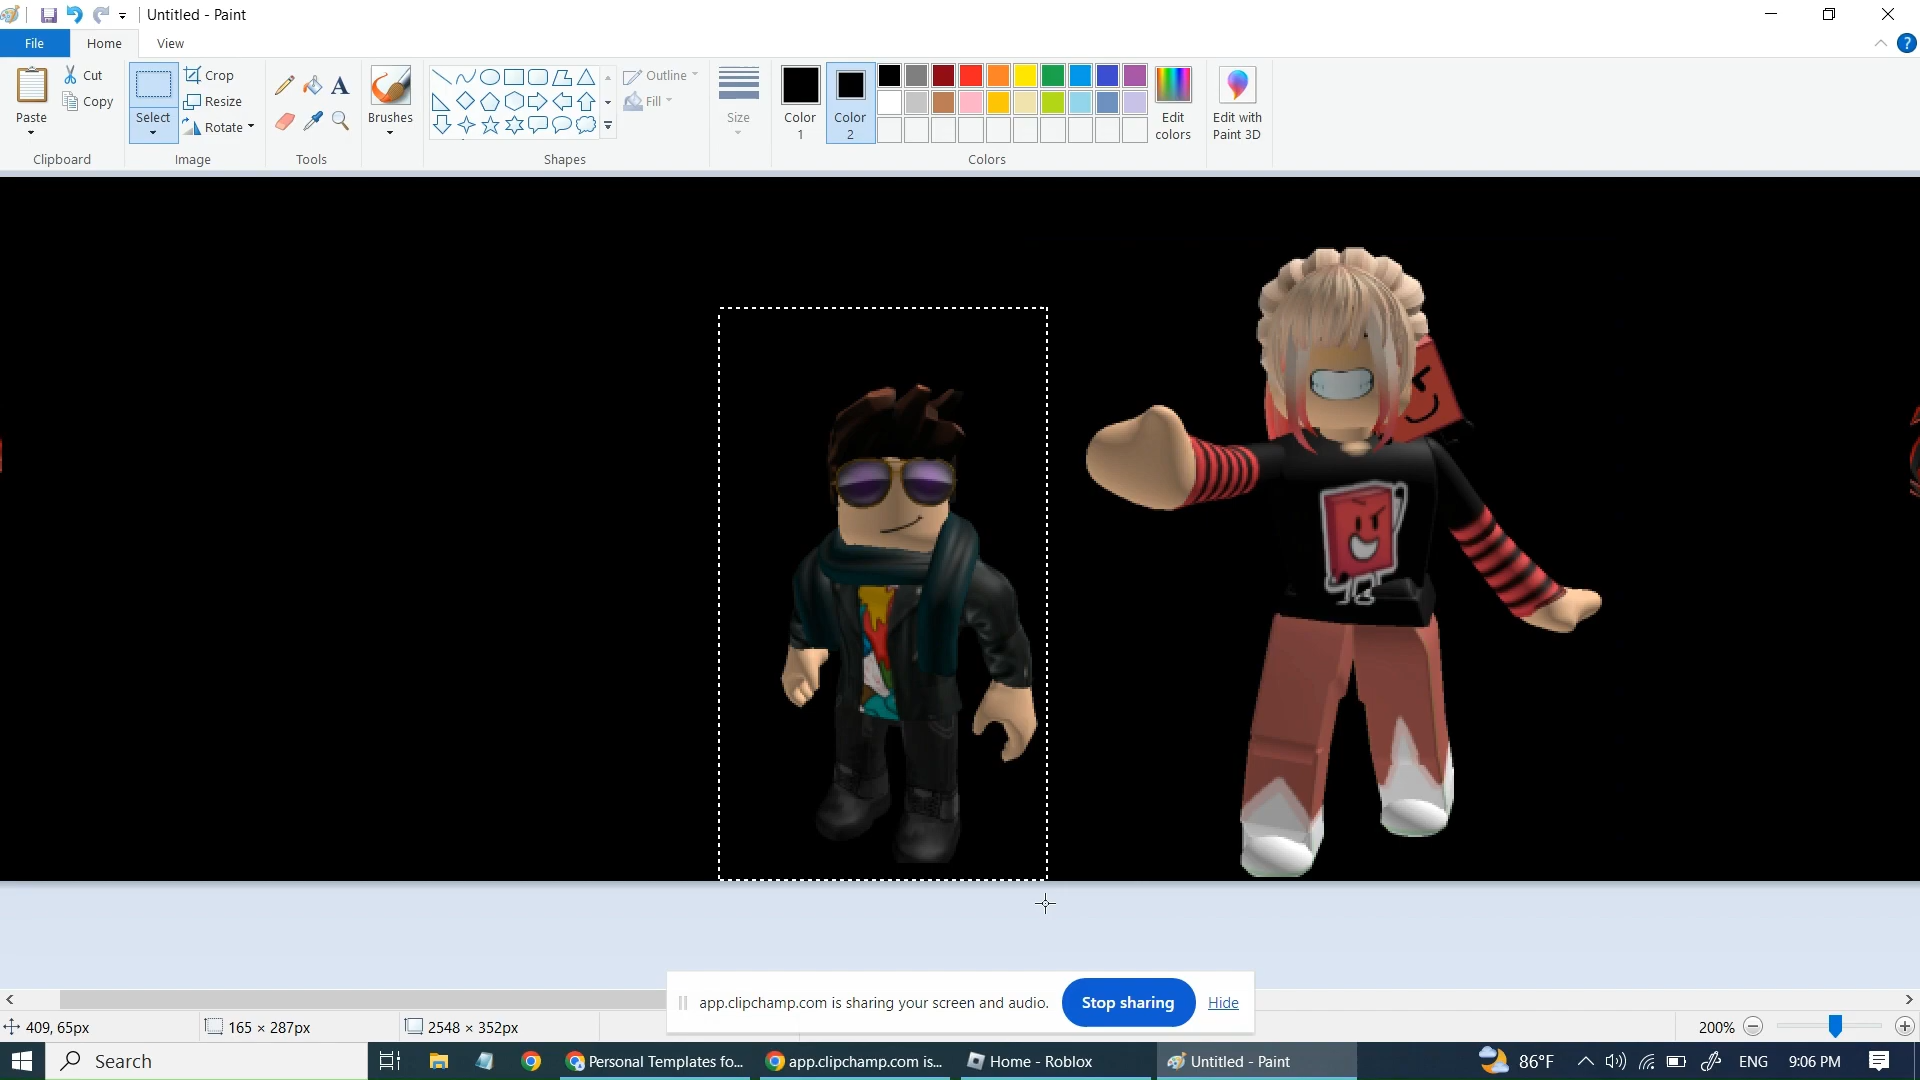 Untitled - Paint
File Home View
Paste
Cut
Copy
Clipboard
Select
Crop
Resize
Rotate
Image
A
Tools
Brushes
Shapes
Outline
Fill
Size
Color 1
Color 2
Edit colors
Colors
Edit with Paint 3D
?
app.clipchamp.com is sharing your screen and audio. Stop sharing Hide
409, 65px 165 × 287px 2548 × 352px 200%
Search Personal Templates fo... app.clipchamp.com is... Home - Roblox Untitled - Paint 86°F ENG 9:06 PM